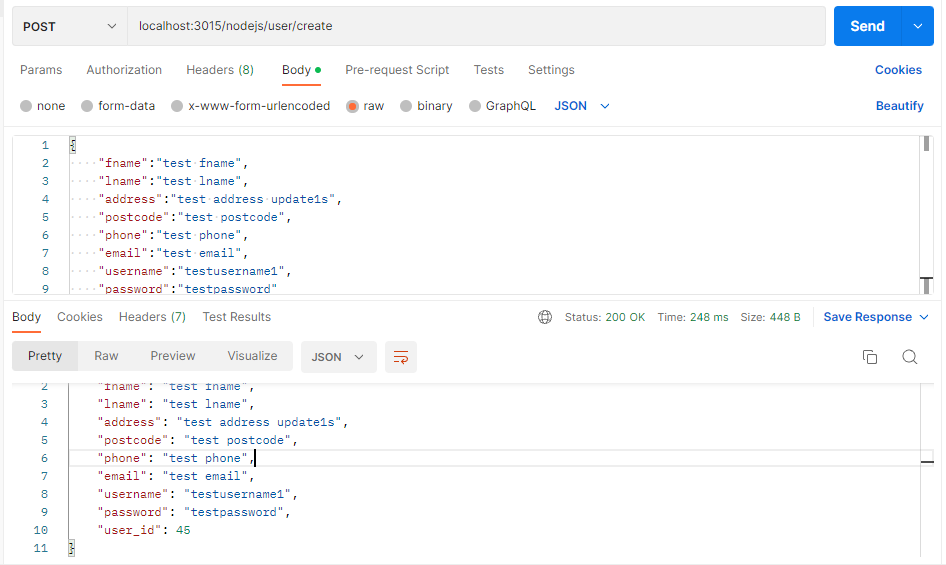 POST localhost:3015/nodejs/user/create Send
Params Authorization Headers (8) Body Pre-request Script Tests Settings Cookies
none form-data x-www-form-urlencoded raw binary GraphQL JSON Beautify
1 {
2 "fname":"test fname",
3 "lname":"test lname",
4 "address":"test address update1s",
5 "postcode":"test postcode",
6 "phone":"test phone",
7 "email":"test email",
8 "username":"testusername1",
9 "password":"testpassword"
Body Cookies Headers (7) Test Results Status: 200 OK Time: 248 ms Size: 448 B Save Response
Pretty Raw Preview Visualize JSON
2 "fname": "test fname",
3 "lname": "test lname",
4 "address": "test address update1s",
5 "postcode": "test postcode",
6 "phone": "test phone",
7 "email": "test email",
8 "username": "testusername1",
9 "password": "testpassword",
10 "user_id": 45
11 }